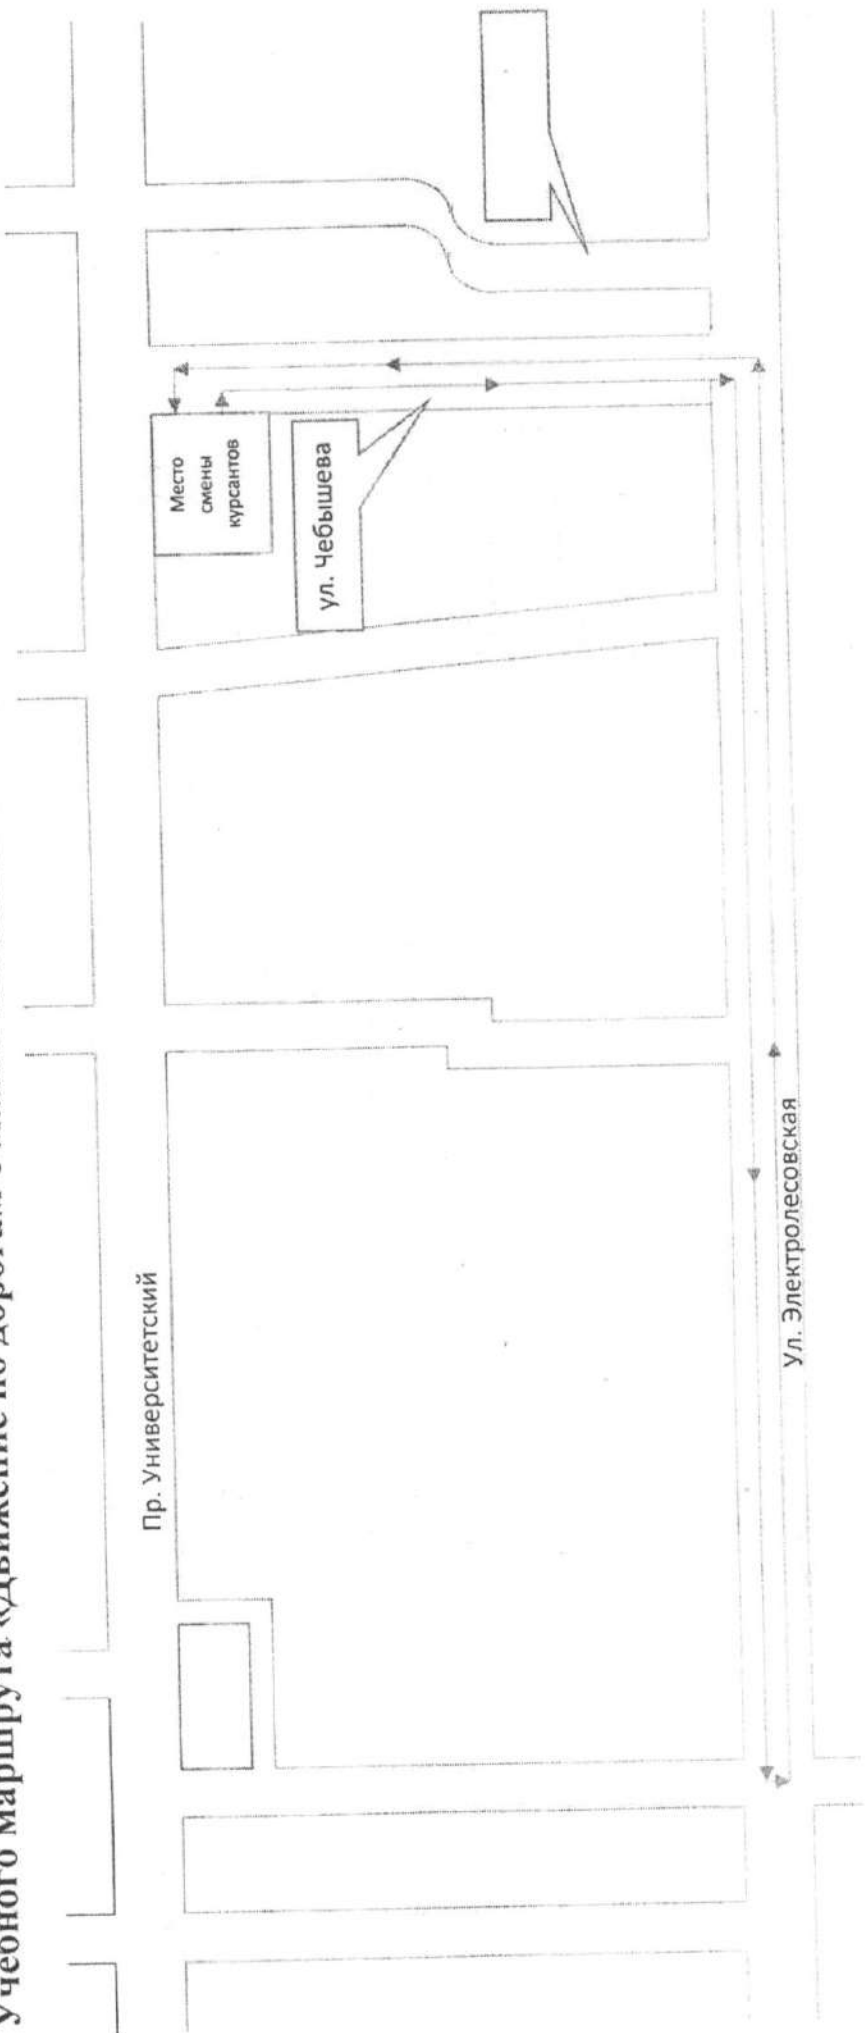 Учебного маршрута «Движение по дорогам с
Пр. Университетский
Место
смены
курсантов
ул. Чебышева
Ул. Электролесовская